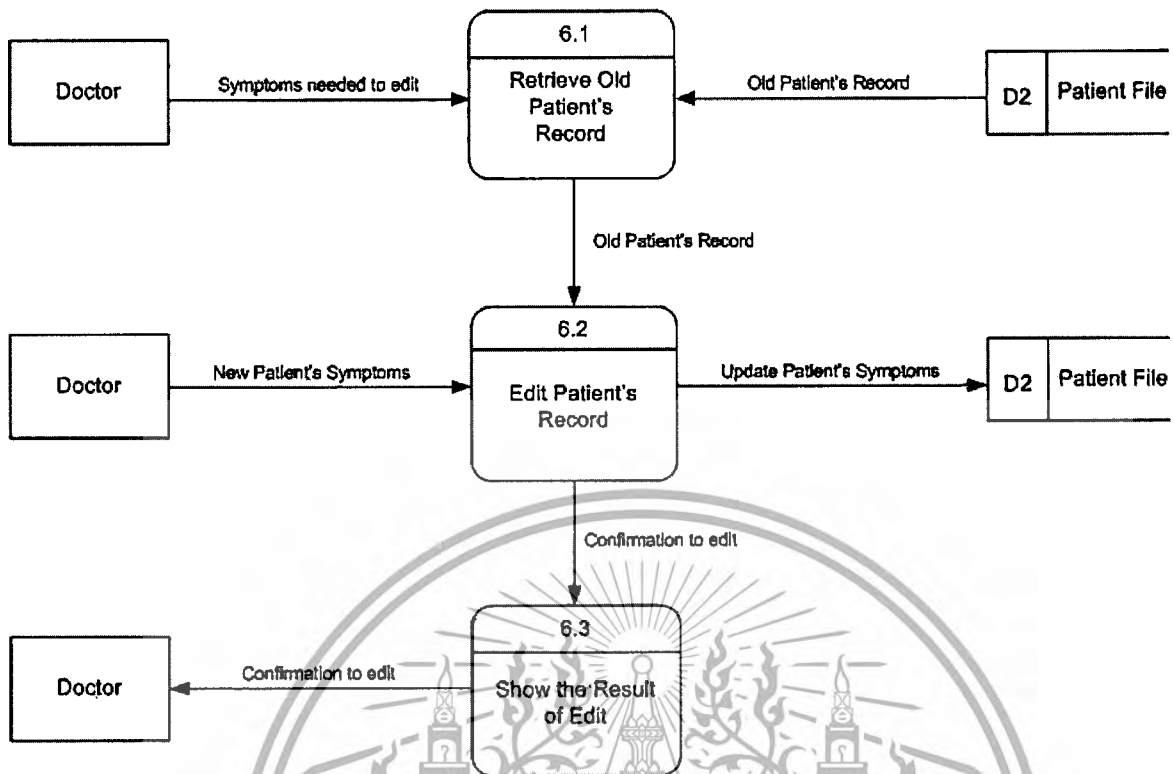 6.1
Doctor
Symptoms needed to edit
Retrieve Old
Patient's
Record
Old Patient's Record
D2
Patient File
Old Patient's Record
6.2
Doctor
New Patient's Symptoms
Edit Patient's
Record
Update Patient's Symptoms
D2
Patient File
Confirmation to edit
6.3
Doctor
Confirmation to edit
Show the Result
of Edit